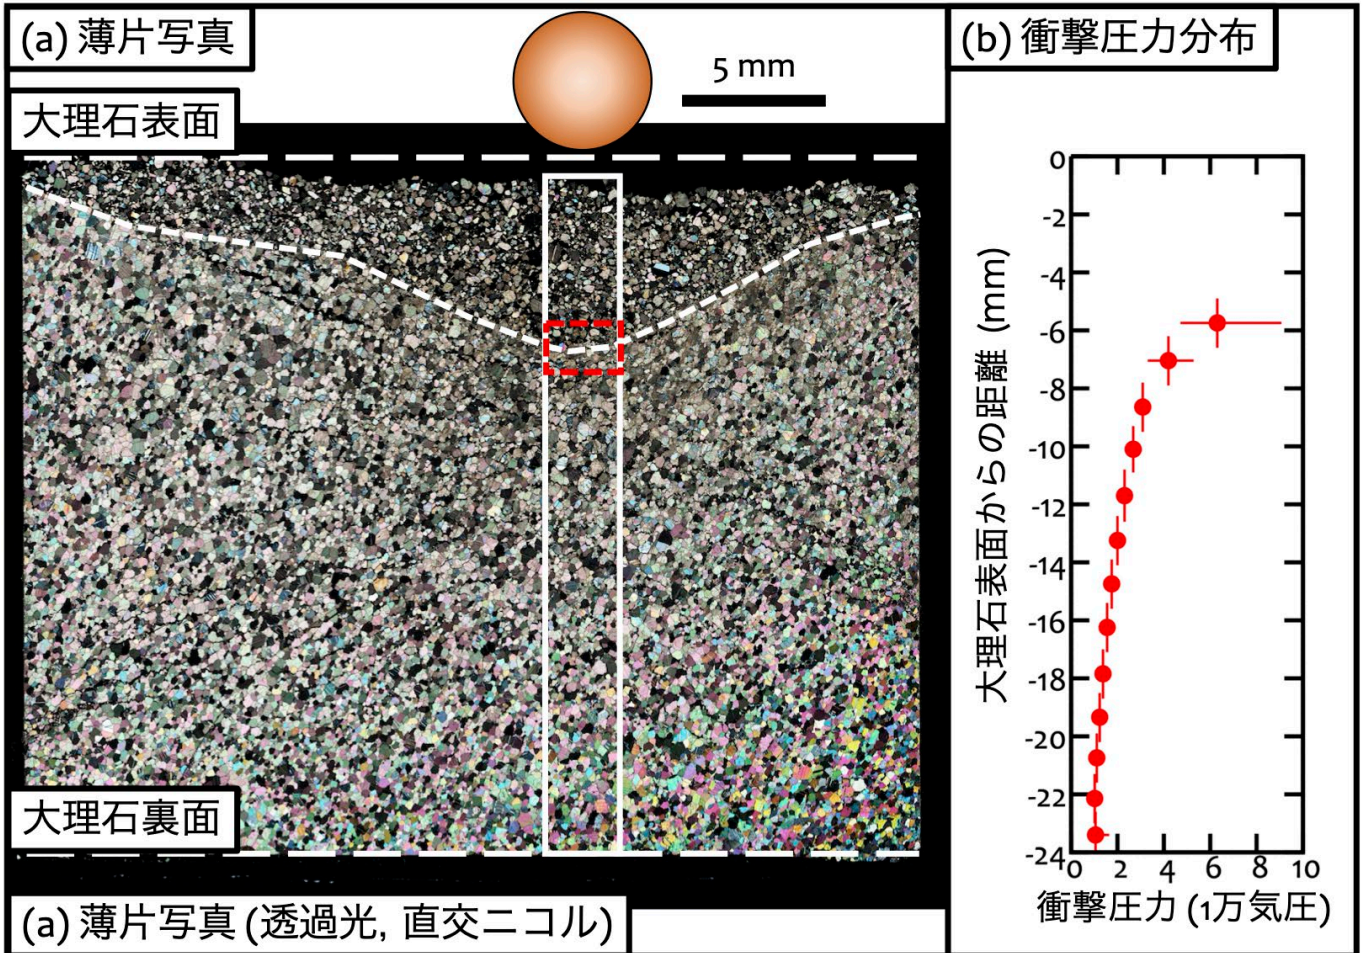 (a) 薄片写真
5 mm
大理石表面
大理石裏面
(a) 薄片写真 (透過光, 直交ニコル)
(b) 衝撃圧力分布
大理石表面からの距離 (mm)
0
-2
-4
-6
-8
-10
-12
-14
-16
-18
-20
-22
-24
0 2 4 6 8 10
衝撃圧力 (1万気圧)